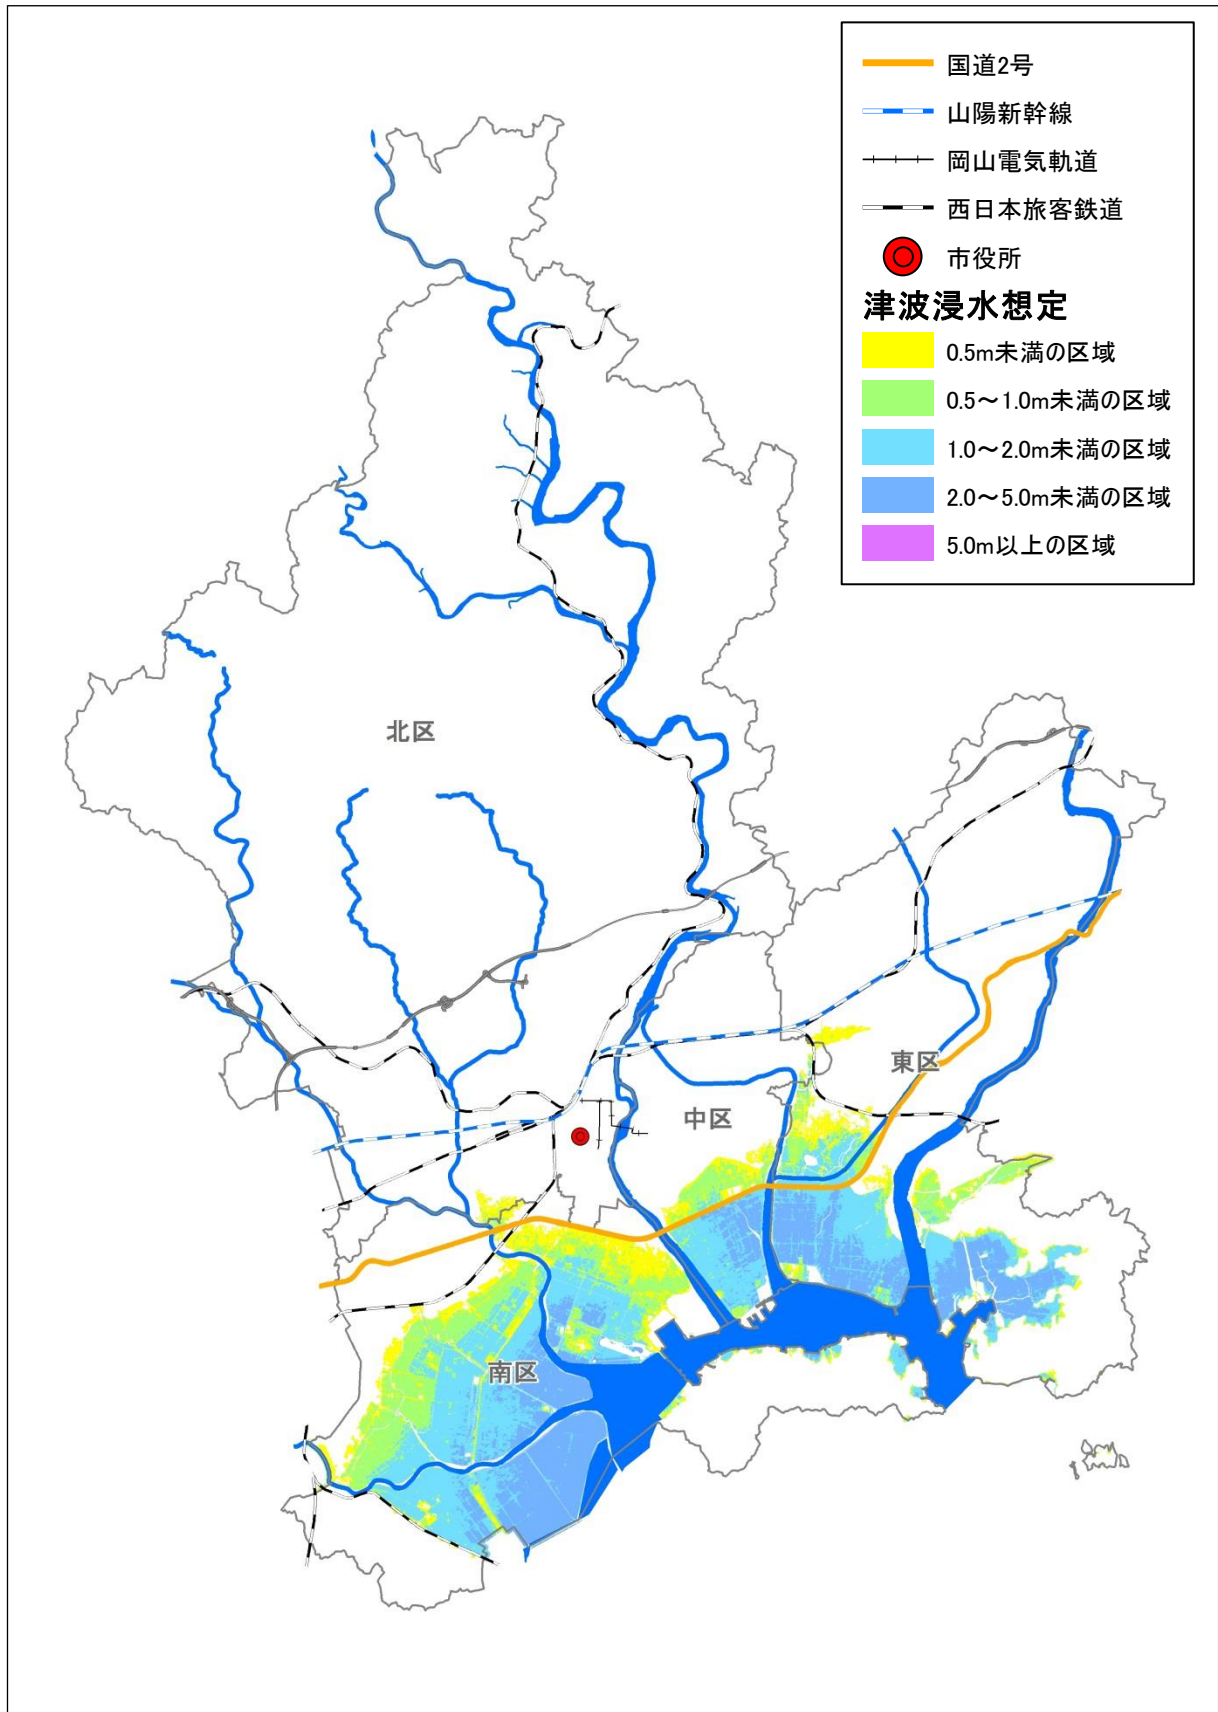 国道2号
山陽新幹線
岡山電気軌道
西日本旅客鉄道
市役所
津波浸水想定
0.5m未満の区域
0.5～1.0m未満の区域
1.0～2.0m未満の区域
2.0～5.0m未満の区域
5.0m以上の区域
北区
東区
中区
南区